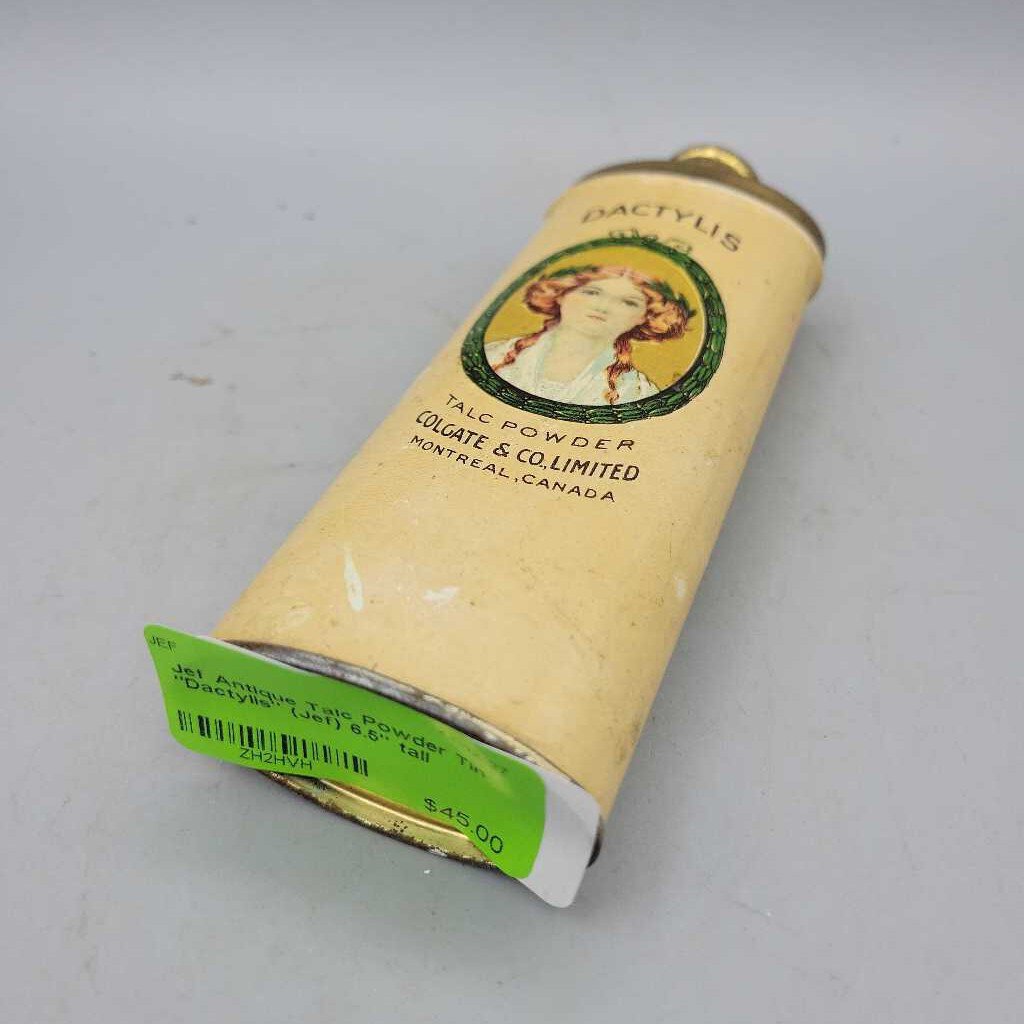 DACTYLIS
TALC POWDER
COLGATE & CO., LIMITED
MONTREAL, CANADA
JEF
Jef Antique Talc Powder Tin
"Dactylis" (Jef) 6.5" tall
ZH2HVH
$45.00